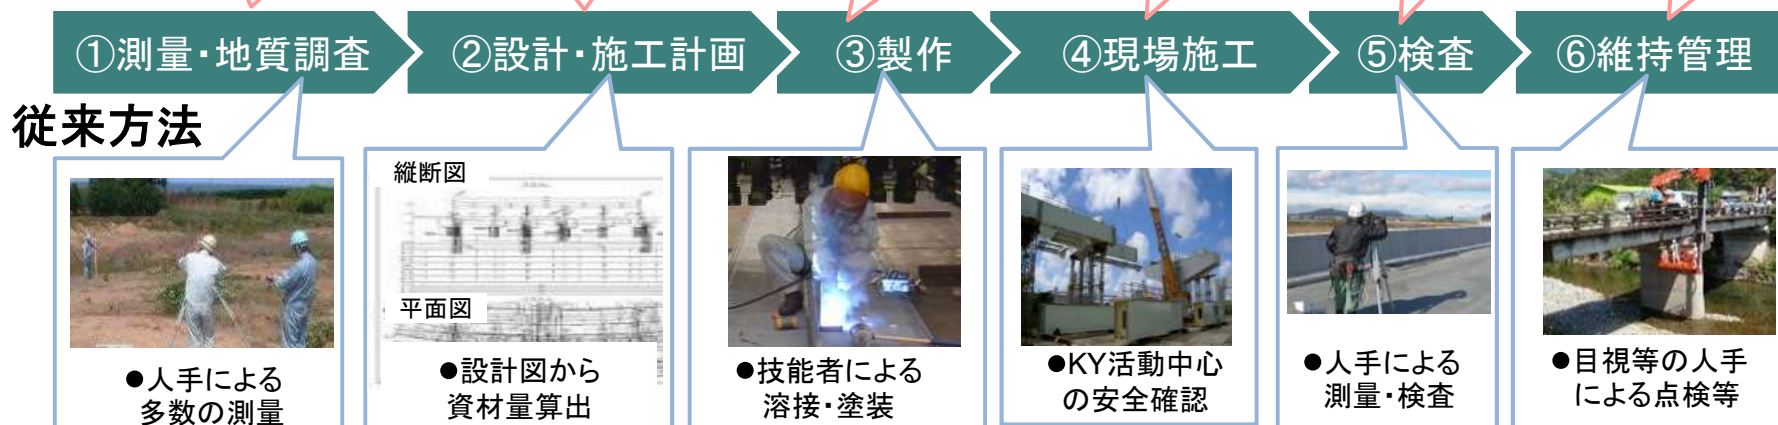 ①測量・地質調査
②設計・施工計画
③製作
④現場施工
⑤検査
⑥維持管理
従来方法
●人手による
多数の測量
縦断図
平面図
●設計図から
資材量算出
●技能者による
溶接・塗装
●KY活動中心
の安全確認
●人手による
測量・検査
●目視等の人手
による点検等